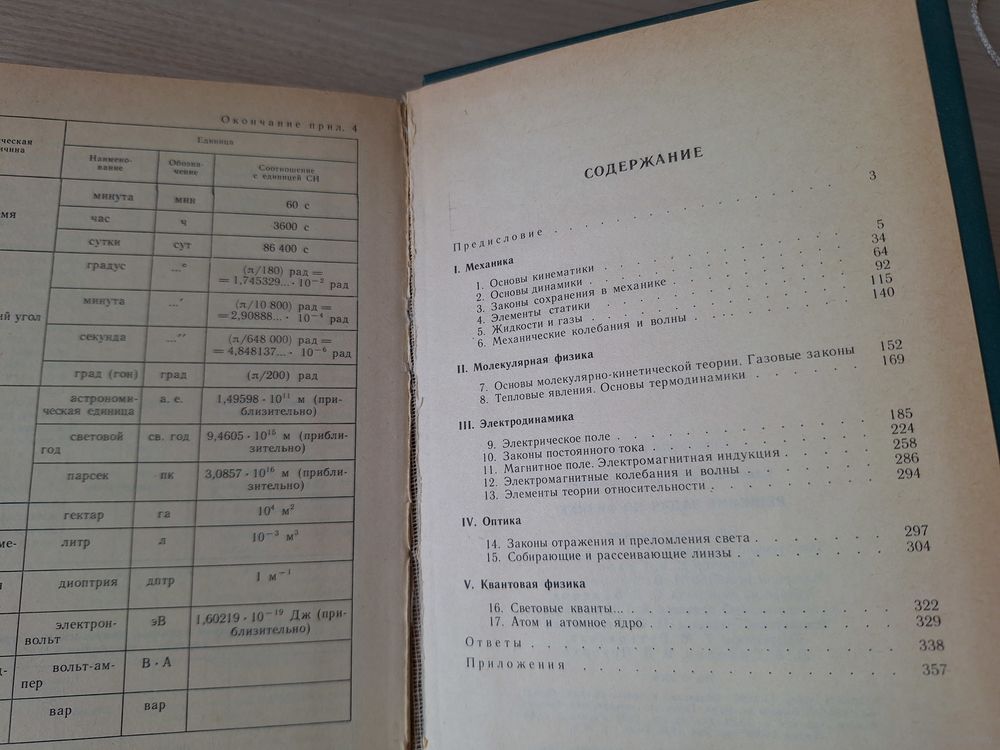 Окончание прил. 4
ческая
чина
Единица
Наимено-
вание
Обозна-
чение
Соотношение
с единицей СИ
емя
минута
мин
60 с
час
ч
3600 с
сутки
сут
86 400 с
ий угол
градус
...°
(π/180) рад =
= 1,745329...·10⁻² рад
минута
...′
(π/10 800) рад =
=2,90888...· 10⁻⁴ рад
секунда
...″
(π/648 000) рад =
= 4,848137...· 10⁻⁶ рад
град (гон)
град
(π/200) рад
астрономи-
ческая единица
а. е.
1,49598·10¹¹ м (при-
близительно)
световой
год
св. год
9,4605·10¹⁵ м (прибли-
зительно)
парсек
пк
3,0857·10¹⁶ м (прибли-
зительно)
гектар
га
10⁴ м²
ме-
литр
л
10⁻³ м³
диоптрия
дптр
1 м⁻¹
электрон-
вольт
эВ
1,60219·10⁻¹⁹ Дж (при-
близительно)
д-
вольт-ам-
пер
В·А
вар
вар
СОДЕРЖАНИЕ
Предисловие . . . 3
I. Механика
1. Основы кинематики . . . 5
2. Основы динамики . . . 34
3. Законы сохранения в механике . . . 64
4. Элементы статики . . . 92
5. Жидкости и газы . . . 115
6. Механические колебания и волны . . . 140
II. Молекулярная физика
7. Основы молекулярно-кинетической теории. Газовые законы 152
8. Тепловые явления. Основы термодинамики . . . 169
III. Электродинамика
9. Электрическое поле . . . 185
10. Законы постоянного тока . . . 224
11. Магнитное поле. Электромагнитная индукция . . . 258
12. Электромагнитные колебания и волны . . . 286
13. Элементы теории относительности . . . 294
IV. Оптика
14. Законы отражения и преломления света . . . 297
15. Собирающие и рассеивающие линзы . . . 304
V. Квантовая физика
16. Световые кванты... . . . 322
17. Атом и атомное ядро . . . 329
Ответы . . . 338
Приложения . . . 357